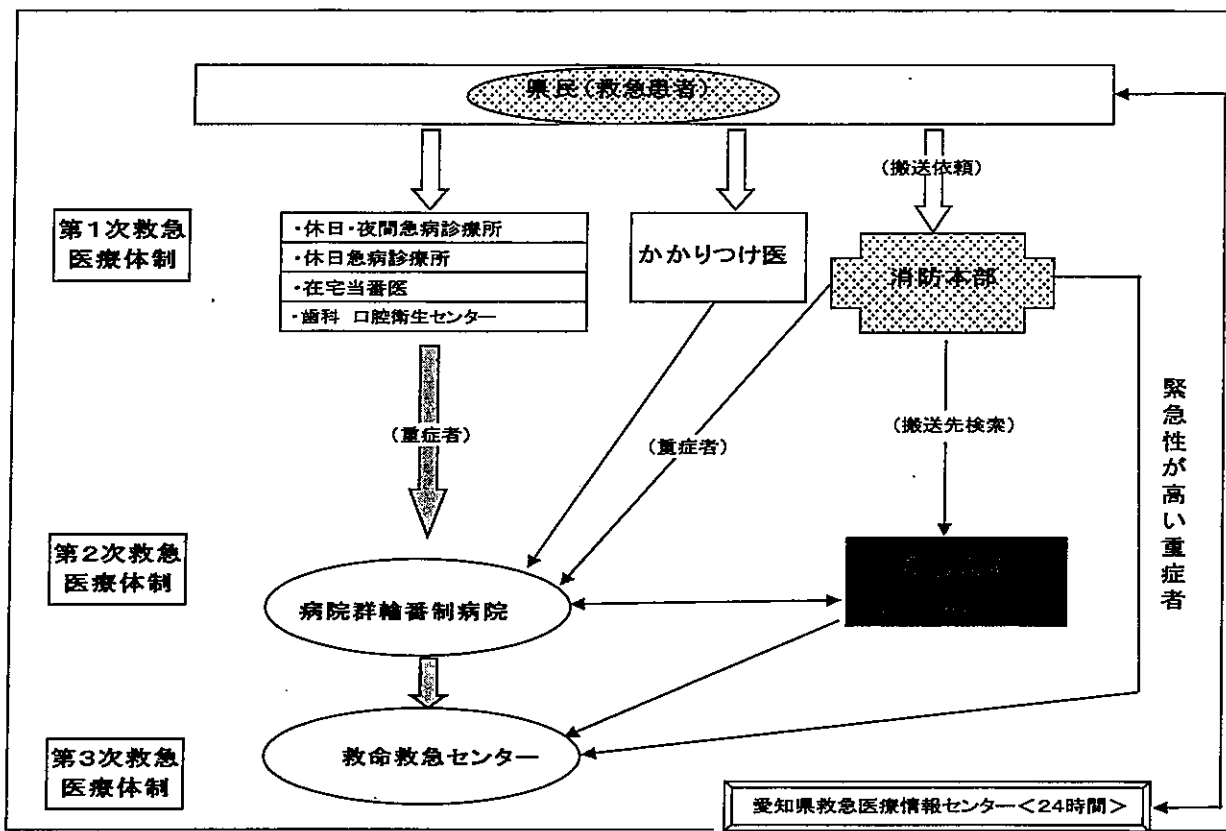 県民(救急患者)
(搬送依頼)
第1次救急
医療体制
・休日・夜間急病診療所
・休日急病診療所
・在宅当番医
・歯科 口腔衛生センター
かかりつけ医
消防本部
(重症者)
(重症者)
(搬送先検索)
緊急性が高い重症者
第2次救急
医療体制
病院群輪番制病院
第3次救急
医療体制
救命救急センター
愛知県救急医療情報センター<24時間>